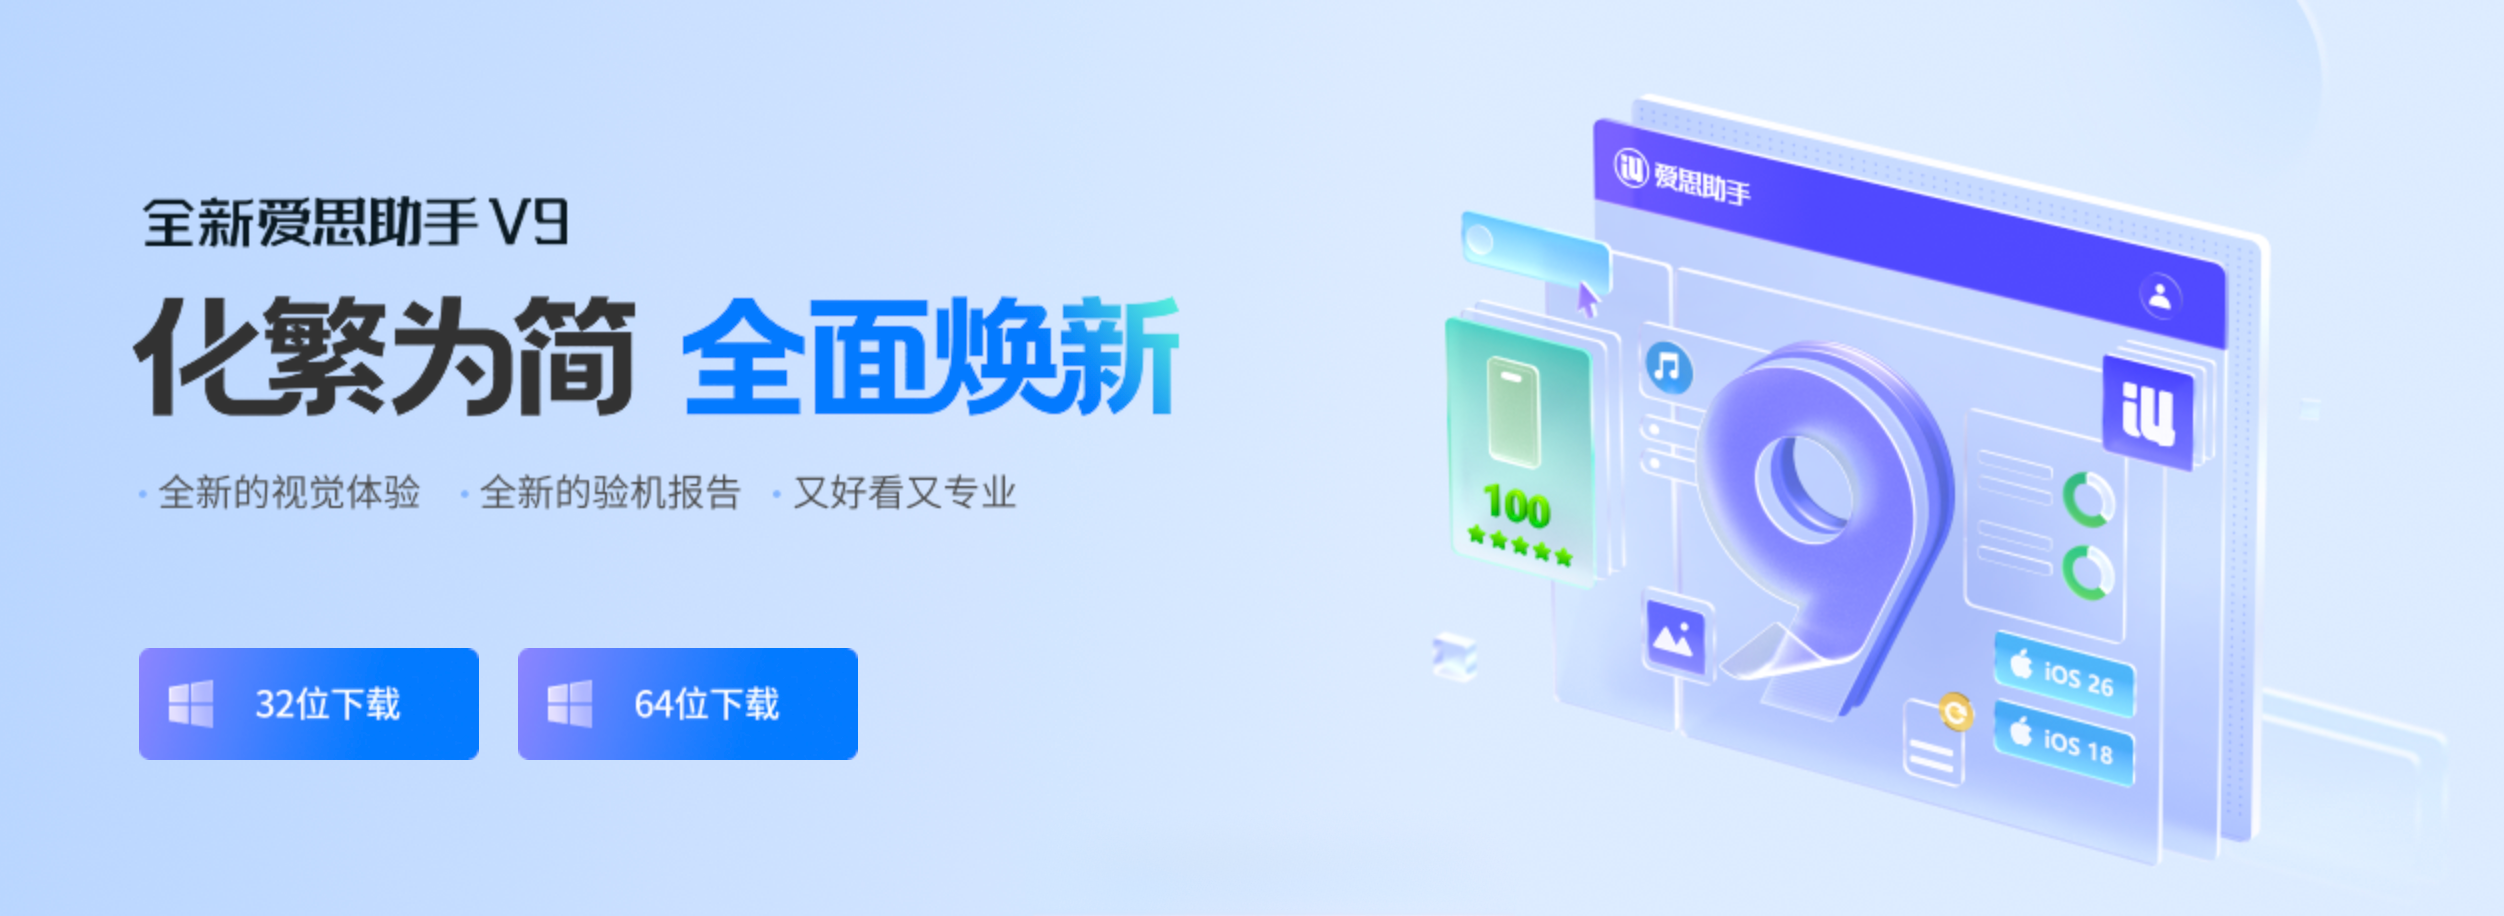 全新爱思助手 V9
化繁为简 全面焕新
· 全新的视觉体验 · 全新的验机报告 · 又好看又专业
32位下载 64位下载
iU 爱思助手
iU
100
iOS 26
iOS 18